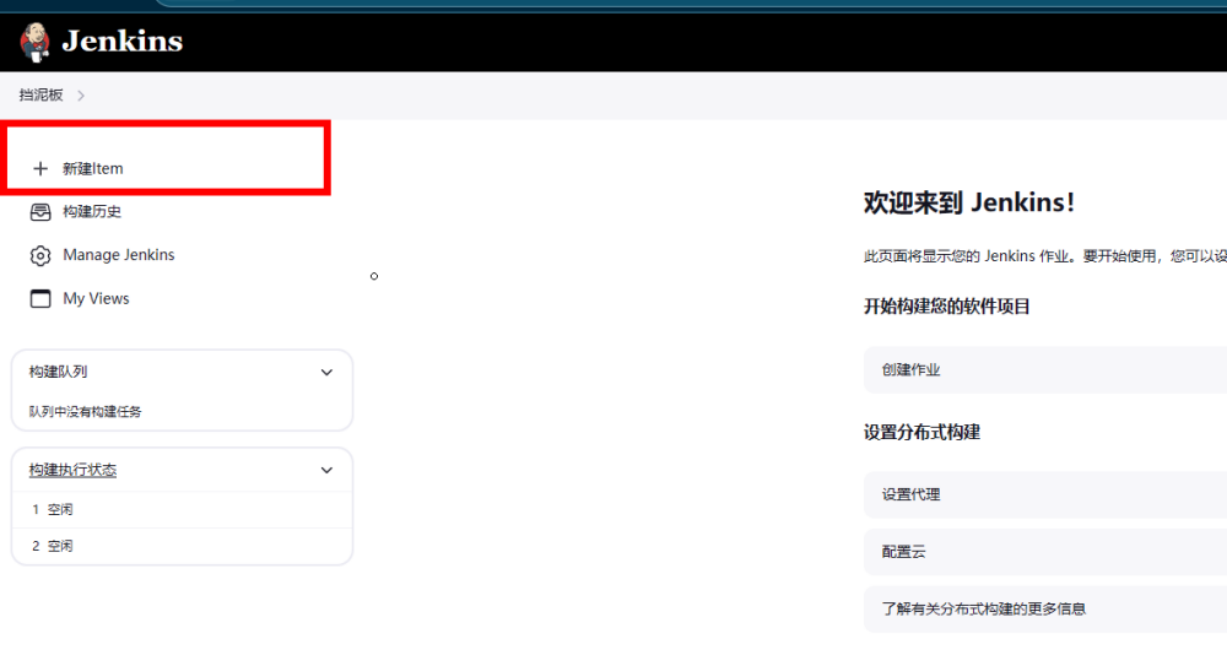 Jenkins
挡泥板
新建Item
构建历史
Manage Jenkins
My Views
构建队列
队列中没有构建任务
构建执行状态
1 空闲
2 空闲
欢迎来到 Jenkins!
此页面将显示您的 Jenkins 作业。要开始使用，您可以设
开始构建您的软件项目
创建作业
设置分布式构建
设置代理
配置云
了解有关分布式构建的更多信息